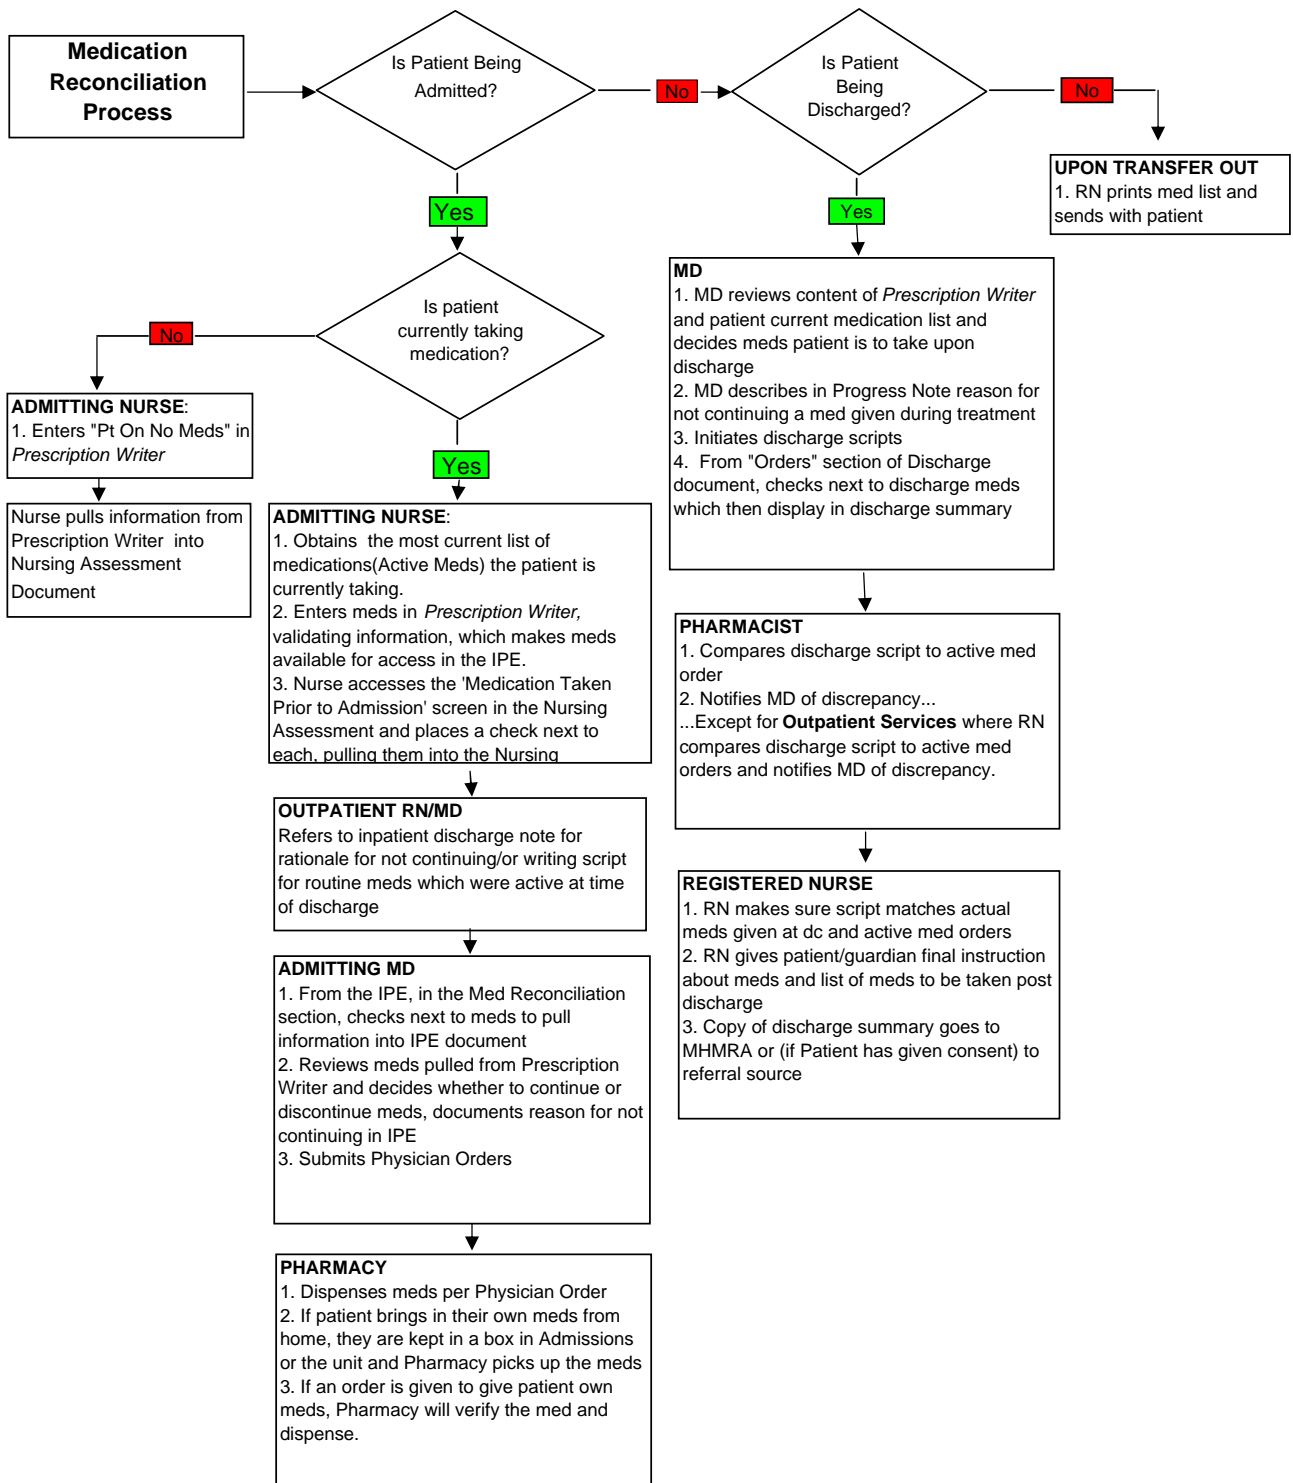 Medication
Reconciliation
Process
Is Patient Being
Admitted?
No
Is Patient
Being
Discharged?
No
UPON TRANSFER OUT
1. RN prints med list and
sends with patient
Yes
Yes
MD
1. MD reviews content of Prescription Writer
and patient current medication list and
decides meds patient is to take upon
discharge
2. MD describes in Progress Note reason for
not continuing a med given during treatment
3. Initiates discharge scripts
4. From "Orders" section of Discharge
document, checks next to discharge meds
which then display in discharge summary
Is patient
currently taking
medication?
No
ADMITTING NURSE:
1. Enters "Pt On No Meds" in
Prescription Writer
Nurse pulls information from
Prescription Writer into
Nursing Assessment
Document
Yes
ADMITTING NURSE:
1. Obtains the most current list of
medications(Active Meds) the patient is
currently taking.
2. Enters meds in Prescription Writer,
validating information, which makes meds
available for access in the IPE.
3. Nurse accesses the 'Medication Taken
Prior to Admission' screen in the Nursing
Assessment and places a check next to
each, pulling them into the Nursing
PHARMACIST
1. Compares discharge script to active med
order
2. Notifies MD of discrepancy...
...Except for Outpatient Services where RN
compares discharge script to active med
orders and notifies MD of discrepancy.
OUTPATIENT RN/MD
Refers to inpatient discharge note for
rationale for not continuing/or writing script
for routine meds which were active at time
of discharge
REGISTERED NURSE
1. RN makes sure script matches actual
meds given at dc and active med orders
2. RN gives patient/guardian final instruction
about meds and list of meds to be taken post
discharge
3. Copy of discharge summary goes to
MHMRA or (if Patient has given consent) to
referral source
ADMITTING MD
1. From the IPE, in the Med Reconciliation
section, checks next to meds to pull
information into IPE document
2. Reviews meds pulled from Prescription
Writer and decides whether to continue or
discontinue meds, documents reason for not
continuing in IPE
3. Submits Physician Orders
PHARMACY
1. Dispenses meds per Physician Order
2. If patient brings in their own meds from
home, they are kept in a box in Admissions
or the unit and Pharmacy picks up the meds
3. If an order is given to give patient own
meds, Pharmacy will verify the med and
dispense.